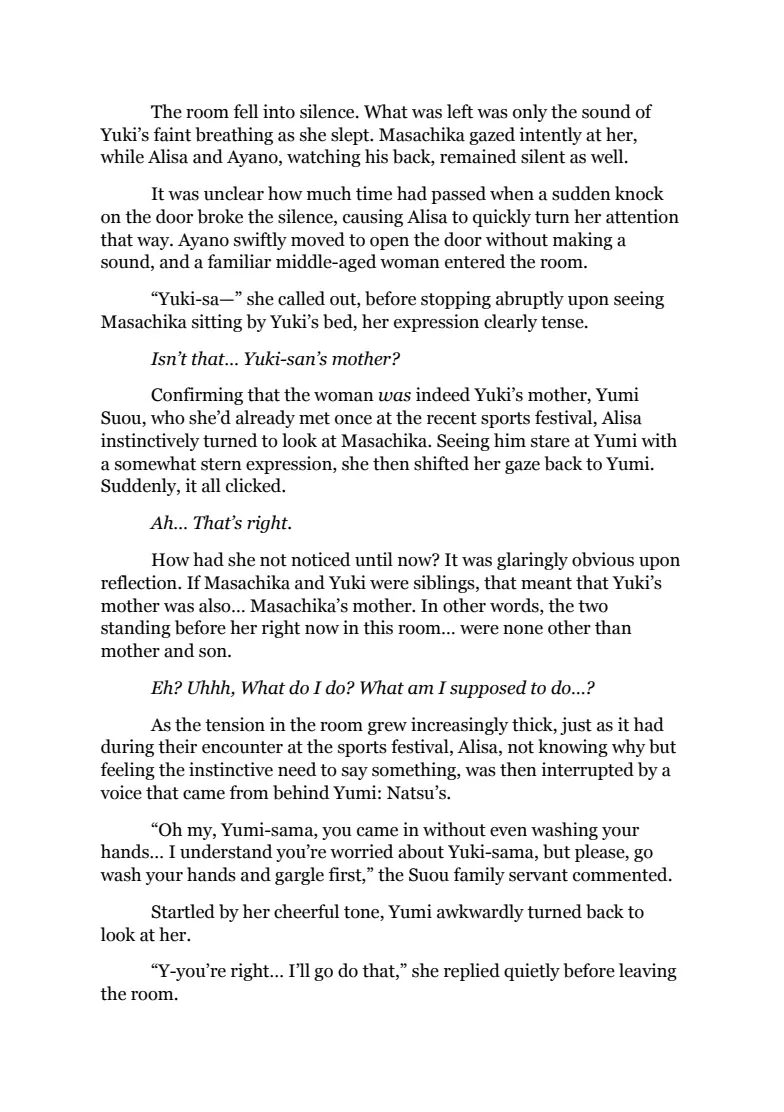 The room fell into silence. What was left was only the sound of
Yuki’s faint breathing as she slept. Masachika gazed intently at her,
while Alisa and Ayano, watching his back, remained silent as well.
It was unclear how much time had passed when a sudden knock
on the door broke the silence, causing Alisa to quickly turn her attention
that way. Ayano swiftly moved to open the door without making a
sound, and a familiar middle-aged woman entered the room.
“Yuki-sa—” she called out, before stopping abruptly upon seeing
Masachika sitting by Yuki’s bed, her expression clearly tense.
Isn’t that… Yuki-san’s mother?
Confirming that the woman was indeed Yuki’s mother, Yumi
Suou, who she’d already met once at the recent sports festival, Alisa
instinctively turned to look at Masachika. Seeing him stare at Yumi with
a somewhat stern expression, she then shifted her gaze back to Yumi.
Suddenly, it all clicked.
Ah… That’s right.
How had she not noticed until now? It was glaringly obvious upon
reflection. If Masachika and Yuki were siblings, that meant that Yuki’s
mother was also… Masachika’s mother. In other words, the two
standing before her right now in this room… were none other than
mother and son.
Eh? Uhhh, What do I do? What am I supposed to do…?
As the tension in the room grew increasingly thick, just as it had
during their encounter at the sports festival, Alisa, not knowing why but
feeling the instinctive need to say something, was then interrupted by a
voice that came from behind Yumi: Natsu’s.
“Oh my, Yumi-sama, you came in without even washing your
hands… I understand you’re worried about Yuki-sama, but please, go
wash your hands and gargle first,” the Suou family servant commented.
Startled by her cheerful tone, Yumi awkwardly turned back to
look at her.
“Y-you’re right… I’ll go do that,” she replied quietly before leaving
the room.